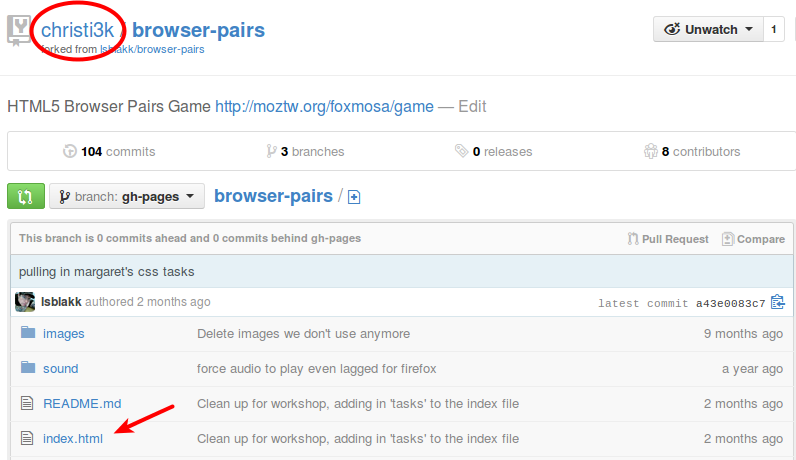 christi3k / browser-pairs
Unwatch 1
forked from lsblakk/browser-pairs
HTML5 Browser Pairs Game http://moztw.org/foxmosa/game — Edit
104 commits 3 branches 0 releases 8 contributors
branch: gh-pages browser-pairs /
This branch is 0 commits ahead and 0 commits behind gh-pages Pull Request Compare
pulling in margaret's css tasks
lsblakk authored 2 months ago latest commit a43e0083c7
images Delete images we don't use anymore 9 months ago
sound force audio to play even lagged for firefox a year ago
README.md Clean up for workshop, adding in 'tasks' to the index file 2 months ago
index.html Clean up for workshop, adding in 'tasks' to the index file 2 months ago